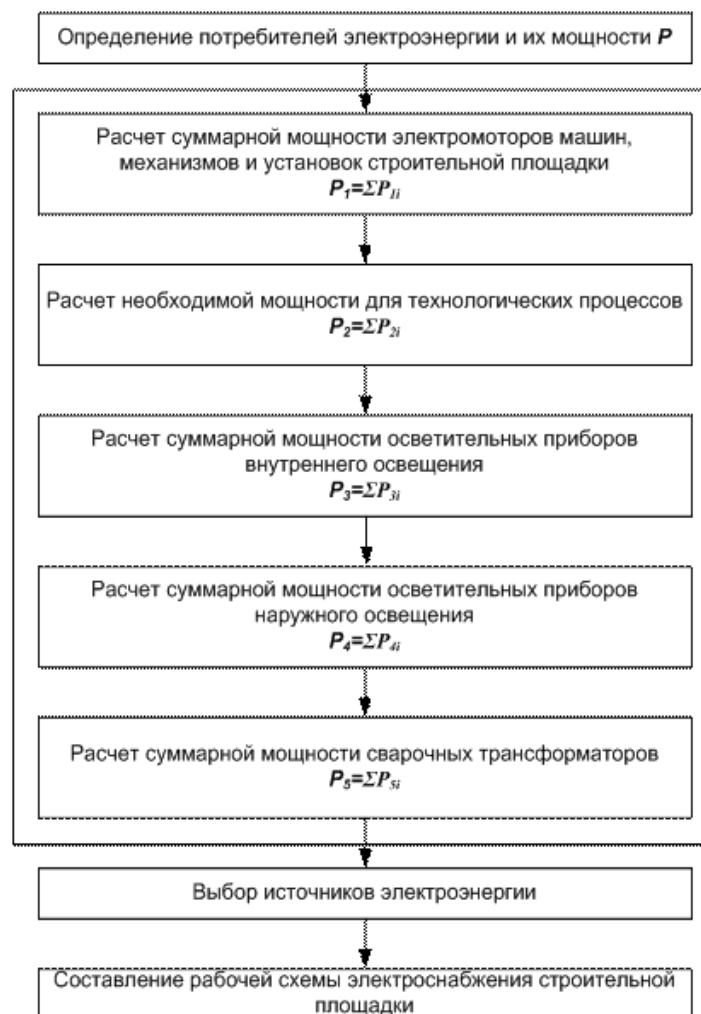 Определение потребителей электроэнергии и их мощности P
Расчет суммарной мощности электромоторов машин,
механизмов и установок строительной площадки
P₁=ΣP₁ᵢ
Расчет необходимой мощности для технологических процессов
P₂=ΣP₂ᵢ
Расчет суммарной мощности осветительных приборов
внутреннего освещения
P₃=ΣP₃ᵢ
Расчет суммарной мощности осветительных приборов
наружного освещения
P₄=ΣP₄ᵢ
Расчет суммарной мощности сварочных трансформаторов
P₅=ΣP₅ᵢ
Выбор источников электроэнергии
Составление рабочей схемы электроснабжения строительной
площадки